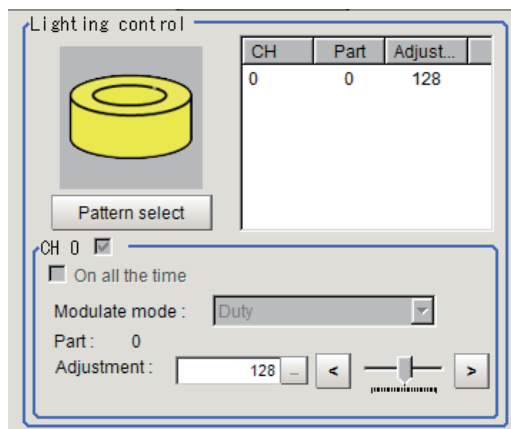 Lighting control
CH Part Adjust...
0 0 128
Pattern select
CH 0
On all the time
Modulate mode : Duty
Part : 0
Adjustment : 128 ... < >